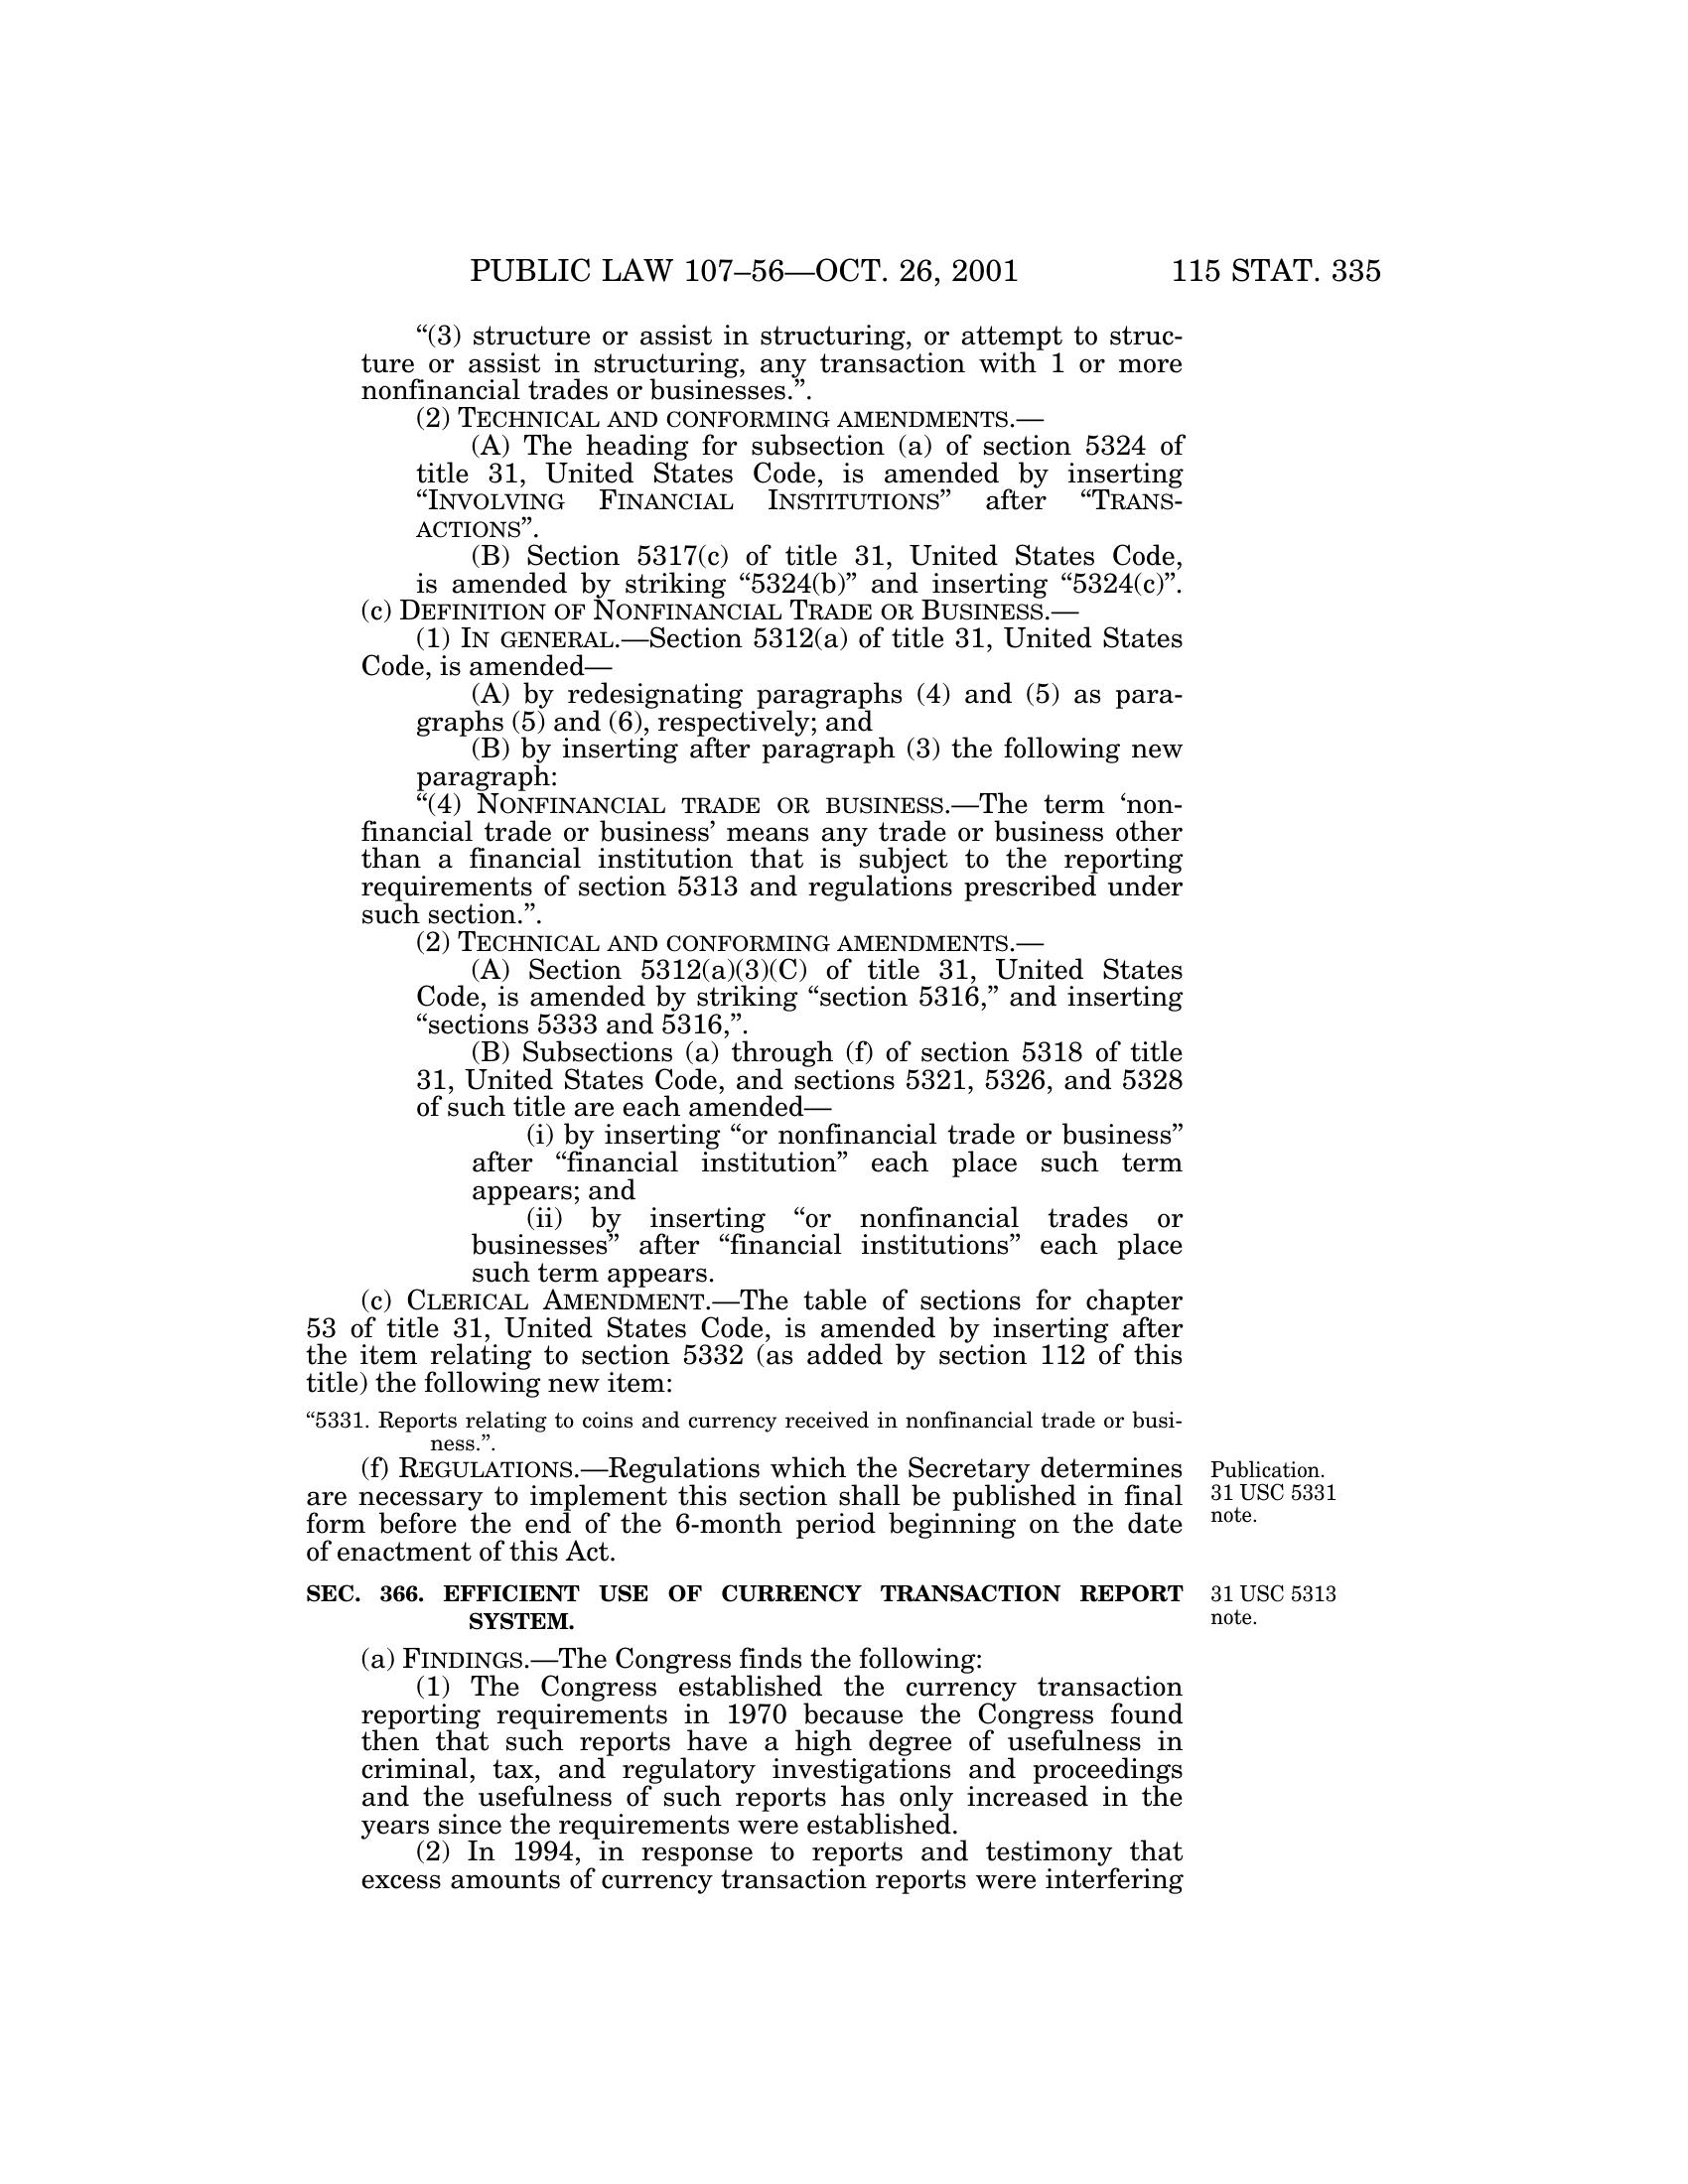 PUBLIC LAW 107–56—OCT. 26, 2001 115 STAT. 335
“(3) structure or assist in structuring, or attempt to struc-
ture or assist in structuring, any transaction with 1 or more
nonfinancial trades or businesses.”.
(2) TECHNICAL AND CONFORMING AMENDMENTS.—
(A) The heading for subsection (a) of section 5324 of
title 31, United States Code, is amended by inserting
“INVOLVING FINANCIAL INSTITUTIONS” after “TRANS-
ACTIONS”.
(B) Section 5317(c) of title 31, United States Code,
is amended by striking “5324(b)” and inserting “5324(c)”.
(c) DEFINITION OF NONFINANCIAL TRADE OR BUSINESS.—
(1) IN GENERAL.—Section 5312(a) of title 31, United States
Code, is amended—
(A) by redesignating paragraphs (4) and (5) as para-
graphs (5) and (6), respectively; and
(B) by inserting after paragraph (3) the following new
paragraph:
“(4) NONFINANCIAL TRADE OR BUSINESS.—The term ‘non-
financial trade or business’ means any trade or business other
than a financial institution that is subject to the reporting
requirements of section 5313 and regulations prescribed under
such section.”.
(2) TECHNICAL AND CONFORMING AMENDMENTS.—
(A) Section 5312(a)(3)(C) of title 31, United States
Code, is amended by striking “section 5316,” and inserting
“sections 5333 and 5316,”.
(B) Subsections (a) through (f) of section 5318 of title
31, United States Code, and sections 5321, 5326, and 5328
of such title are each amended—
(i) by inserting “or nonfinancial trade or business”
after “financial institution” each place such term
appears; and
(ii) by inserting “or nonfinancial trades or
businesses” after “financial institutions” each place
such term appears.
(c) CLERICAL AMENDMENT.—The table of sections for chapter
53 of title 31, United States Code, is amended by inserting after
the item relating to section 5332 (as added by section 112 of this
title) the following new item:
“5331. Reports relating to coins and currency received in nonfinancial trade or busi-
ness.”.
(f) REGULATIONS.—Regulations which the Secretary determines
are necessary to implement this section shall be published in final
form before the end of the 6-month period beginning on the date
of enactment of this Act.
Publication.
31 USC 5331
note.
SEC. 366. EFFICIENT USE OF CURRENCY TRANSACTION REPORT
SYSTEM.
31 USC 5313
note.
(a) FINDINGS.—The Congress finds the following:
(1) The Congress established the currency transaction
reporting requirements in 1970 because the Congress found
then that such reports have a high degree of usefulness in
criminal, tax, and regulatory investigations and proceedings
and the usefulness of such reports has only increased in the
years since the requirements were established.
(2) In 1994, in response to reports and testimony that
excess amounts of currency transaction reports were interfering